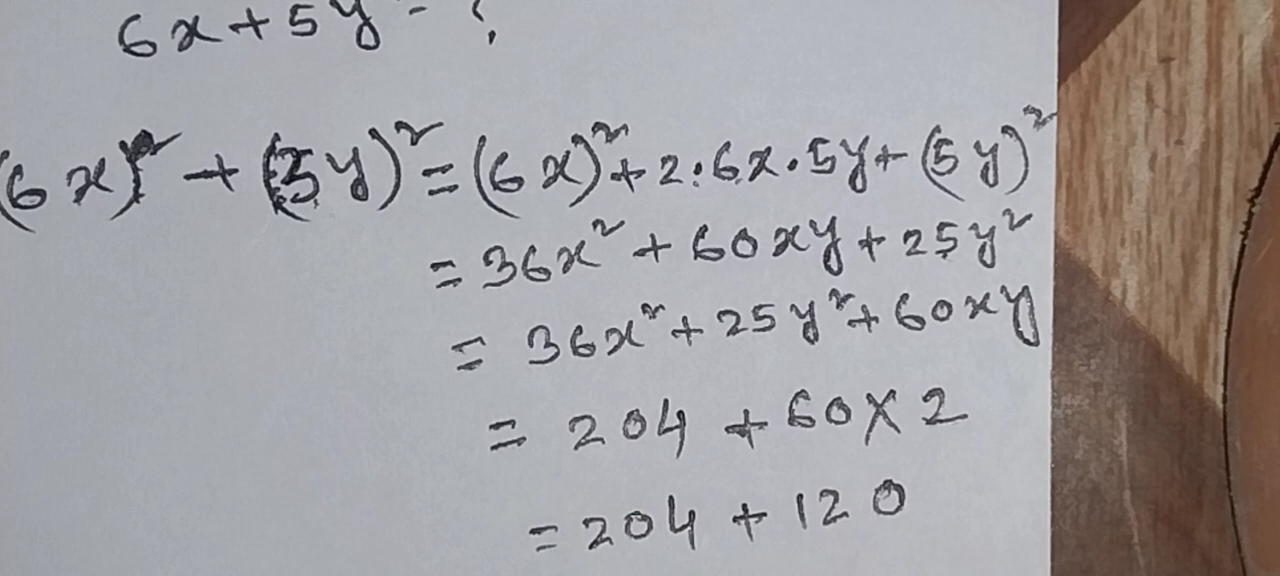 6x + 5y = ?
(6x)² + (5y)² = (6x)² + 2·6x·5y + (5y)²
= 36x² + 60xy + 25y²
= 36x² + 25y² + 60xy
= 204 + 60 × 2
= 204 + 120